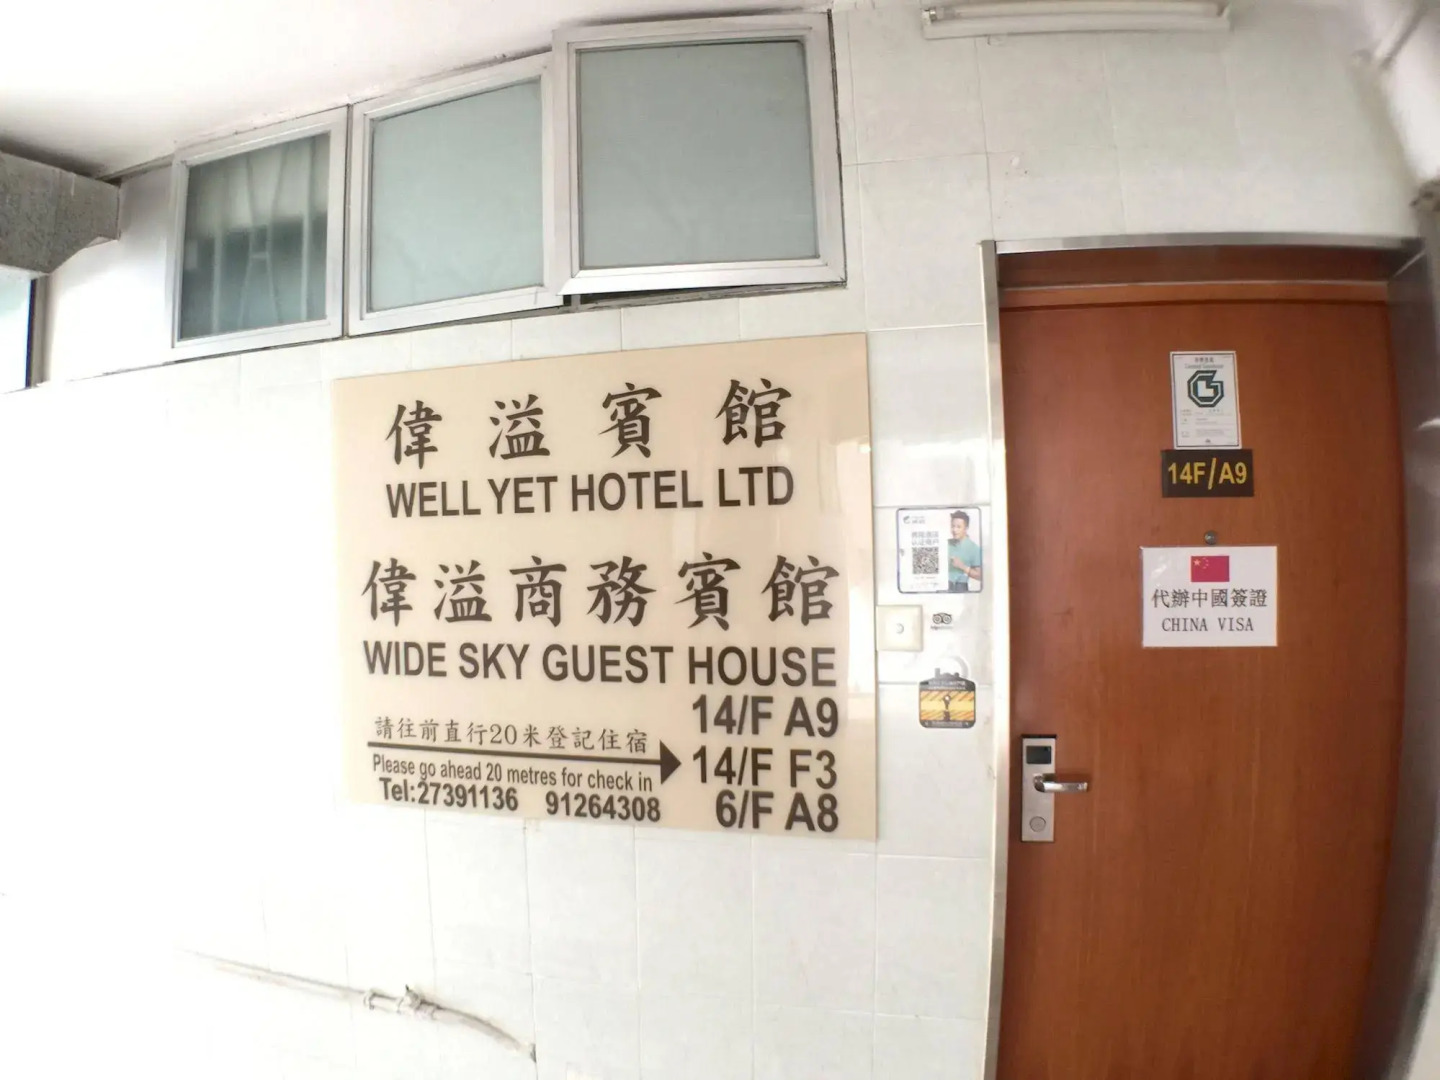 偉溢賓館
WELL YET HOTEL LTD
偉溢商務賓館
WIDE SKY GUEST HOUSE
14/F A9
請往前直行20米登記住宿
14/F F3
Please go ahead 20 metres for check in
Tel:27391136 91264308
6/F A8
14F/A9
代辦中國簽證
CHINA VISA